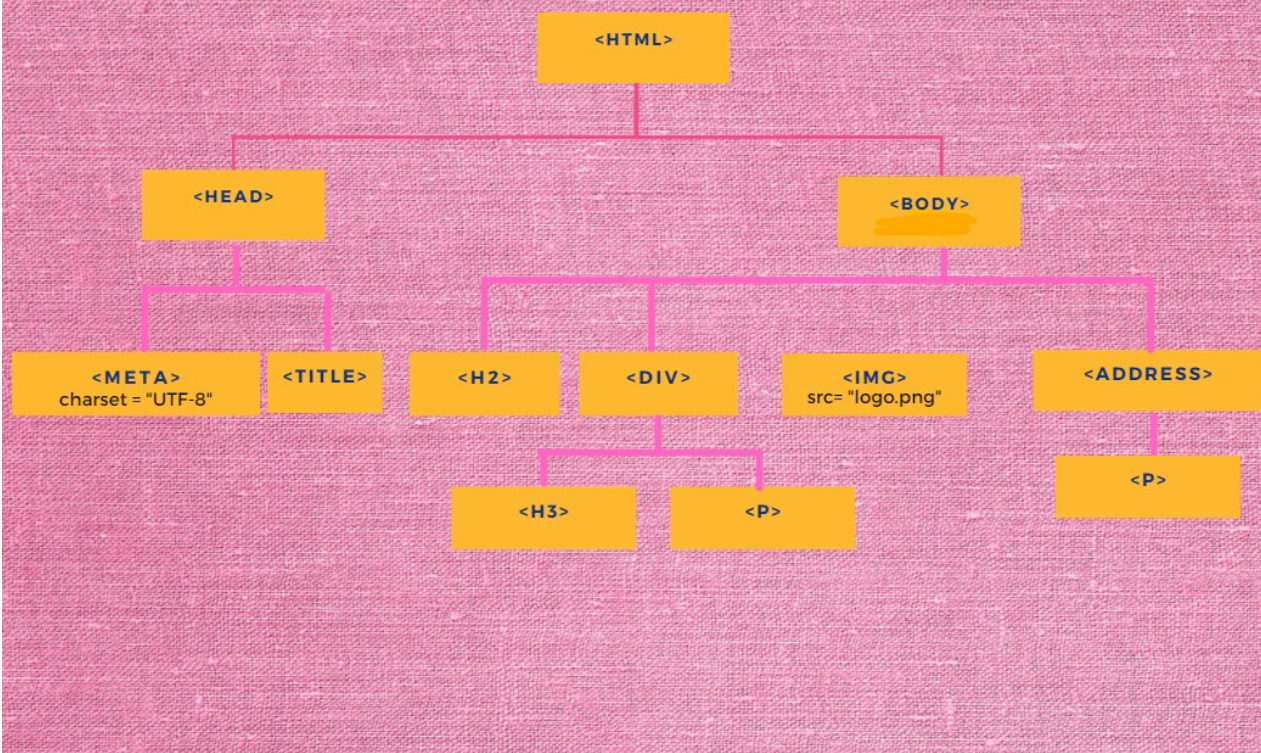 <HTML>
<HEAD>
<BODY>
<META>
charset = "UTF-8"
<TITLE>
<H2>
<DIV>
<IMG>
src= "logo.png"
<ADDRESS>
<H3>
<P>
<P>